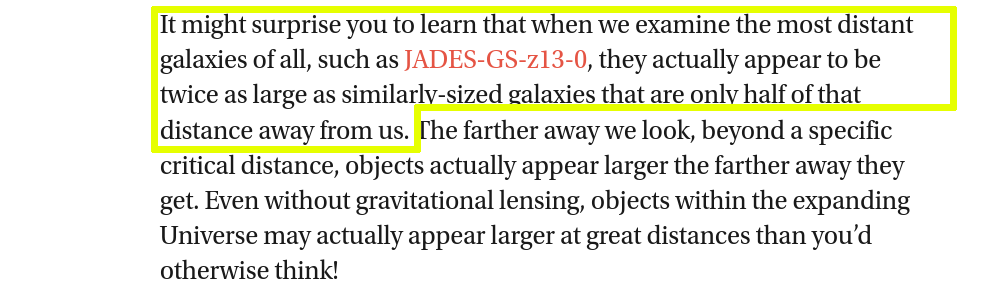 It might surprise you to learn that when we examine the most distant
galaxies of all, such as JADES-GS-z13-0, they actually appear to be
twice as large as similarly-sized galaxies that are only half of that
distance away from us. The farther away we look, beyond a specific
critical distance, objects actually appear larger the farther away they
get. Even without gravitational lensing, objects within the expanding
Universe may actually appear larger at great distances than you’d
otherwise think!